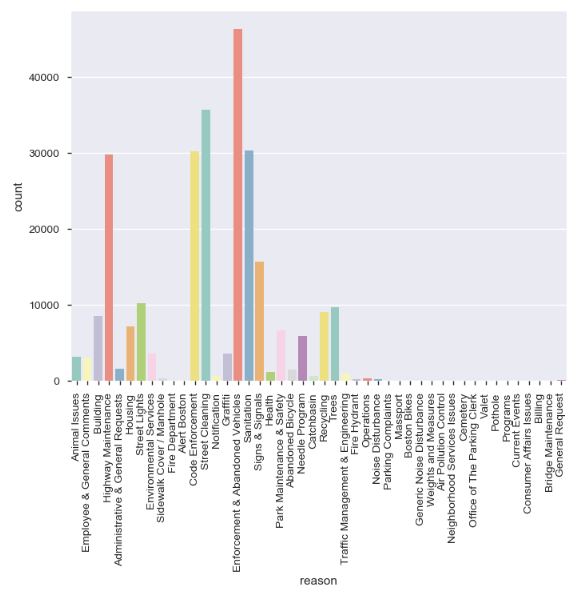 40000
30000
20000
10000
0
count
Animal Issues
Employee & General Comments
Building
Highway Maintenance
Administrative & General Requests
Housing
Street Lights
Environmental Services
Sidewalk Cover / Manhole
Fire Department
Alert Boston
Code Enforcement
Street Cleaning
Notification
Graffiti
Enforcement & Abandoned Vehicles
Sanitation
Signs & Signals
Health
Park Maintenance & Safety
Abandoned Bicycle
Needle Program
Catchbasin
Recycling
Trees
Traffic Management & Engineering
Fire Hydrant
Operations
Noise Disturbance
Parking Complaints
Massport
Boston Bikes
Generic Noise Disturbance
Weights and Measures
Air Pollution Control
Neighborhood Services Issues
Cemetery
Office of The Parking Clerk
Valet
Pothole
Programs
Current Events
Consumer Affairs Issues
Billing
Bridge Maintenance
General Request
reason